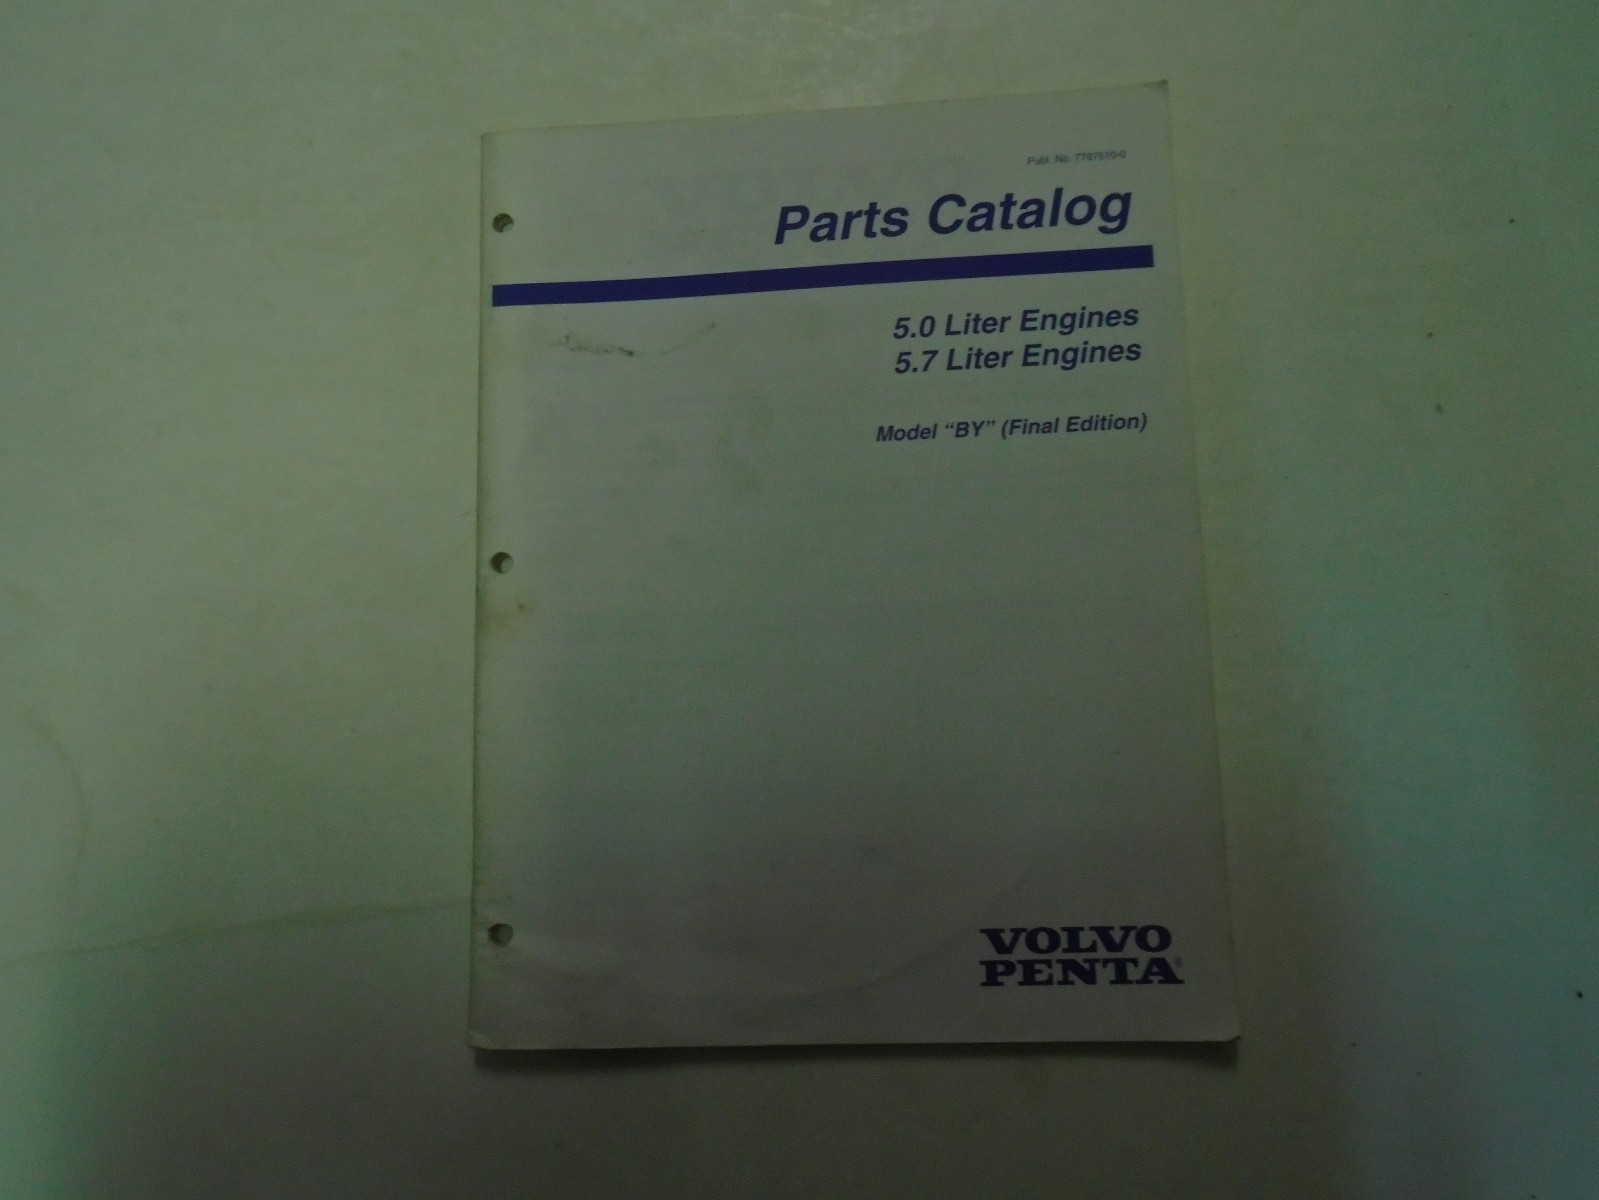 Publ. No. 7797510-0
Parts Catalog
5.0 Liter Engines
5.7 Liter Engines
Model “BY” (Final Edition)
VOLVO
PENTA®